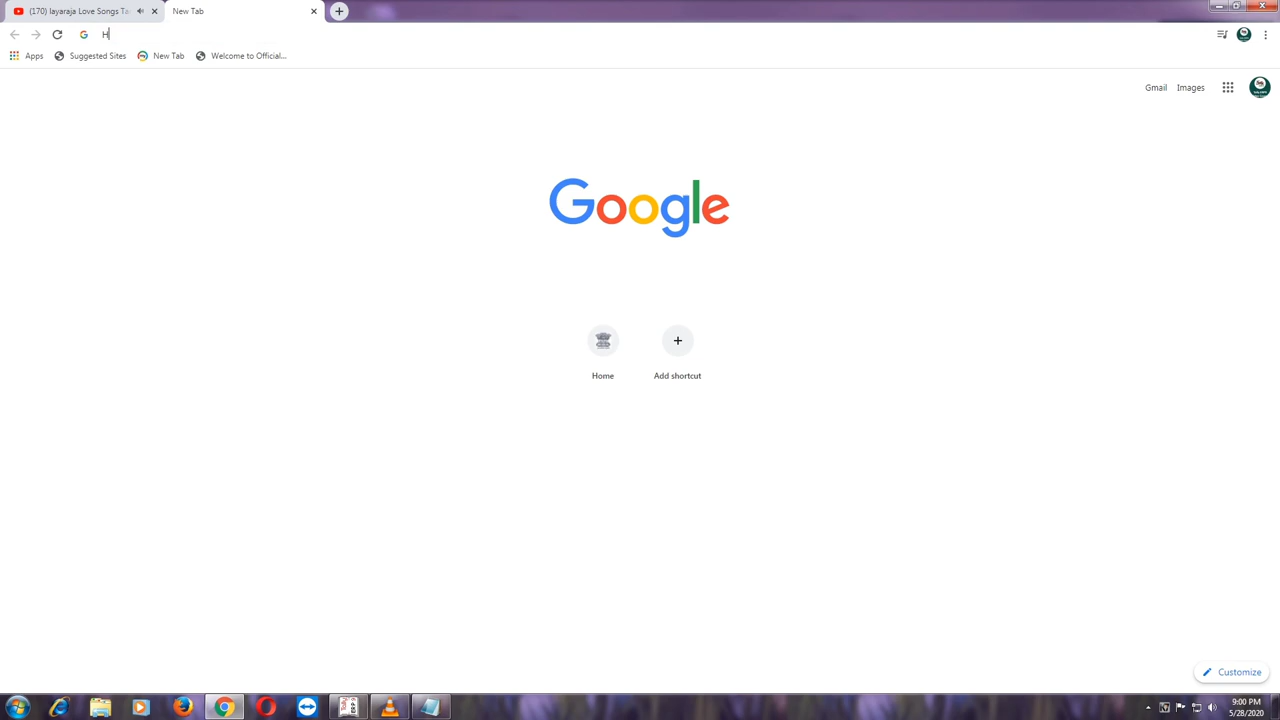 (170) Iayaraja Love Songs Ta
New Tab
H
Apps
Suggested Sites
New Tab
Welcome to Official...
Gmail
Images
Google
Home
Add shortcut
Customize
9:00 PM
5/28/2020